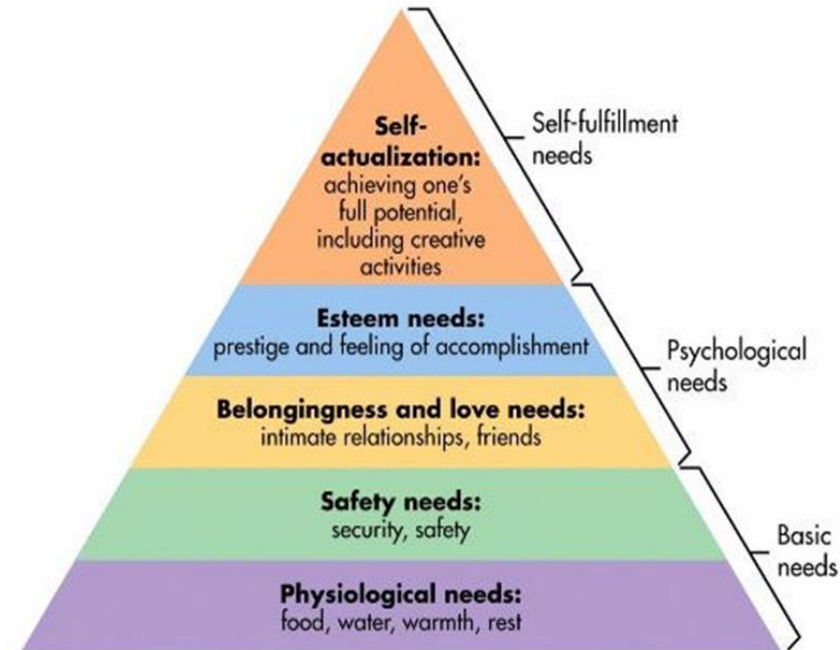 Self-
actualization:
achieving one's
full potential,
including creative
activities
Self-fulfillment
needs
Esteem needs:
prestige and feeling of accomplishment
Psychological
needs
Belongingness and love needs:
intimate relationships, friends
Safety needs:
security, safety
Basic
needs
Physiological needs:
food, water, warmth, rest